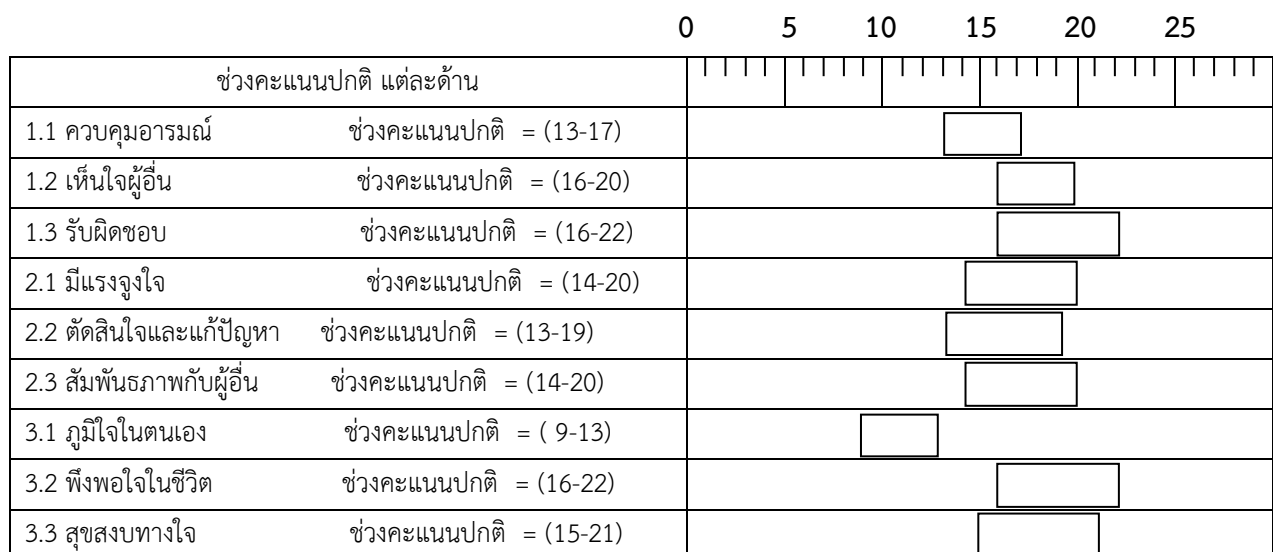 0 5 10 15 20 25
ช่วงคะแนนปกติ แต่ละด้าน
1.1 ควบคุมอารมณ์ ช่วงคะแนนปกติ = (13-17)
1.2 เห็นใจผู้อื่น ช่วงคะแนนปกติ = (16-20)
1.3 รับผิดชอบ ช่วงคะแนนปกติ = (16-22)
2.1 มีแรงจูงใจ ช่วงคะแนนปกติ = (14-20)
2.2 ตัดสินใจและแก้ปัญหา ช่วงคะแนนปกติ = (13-19)
2.3 สัมพันธภาพกับผู้อื่น ช่วงคะแนนปกติ = (14-20)
3.1 ภูมิใจในตนเอง ช่วงคะแนนปกติ = ( 9-13)
3.2 พึงพอใจในชีวิต ช่วงคะแนนปกติ = (16-22)
3.3 สุขสงบทางใจ ช่วงคะแนนปกติ = (15-21)